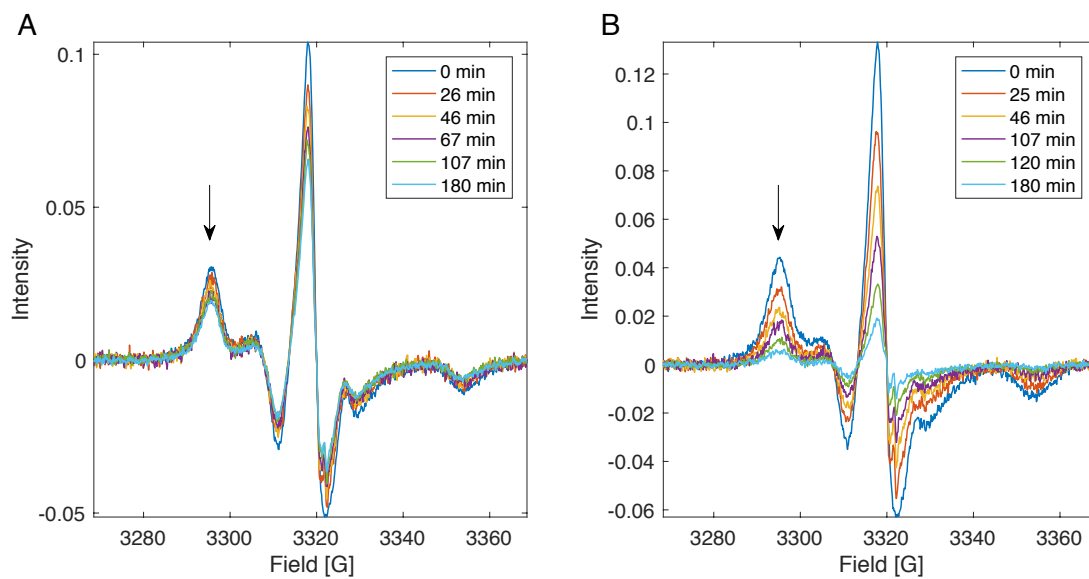 A
0.1
0.05
0
-0.05
Intensity
3280
3300
3320
3340
3360
Field [G]
0 min
26 min
46 min
67 min
107 min
180 min
B
0.12
0.1
0.08
0.06
0.04
0.02
0
-0.02
-0.04
-0.06
Intensity
3280
3300
3320
3340
3360
Field [G]
0 min
25 min
46 min
107 min
120 min
180 min